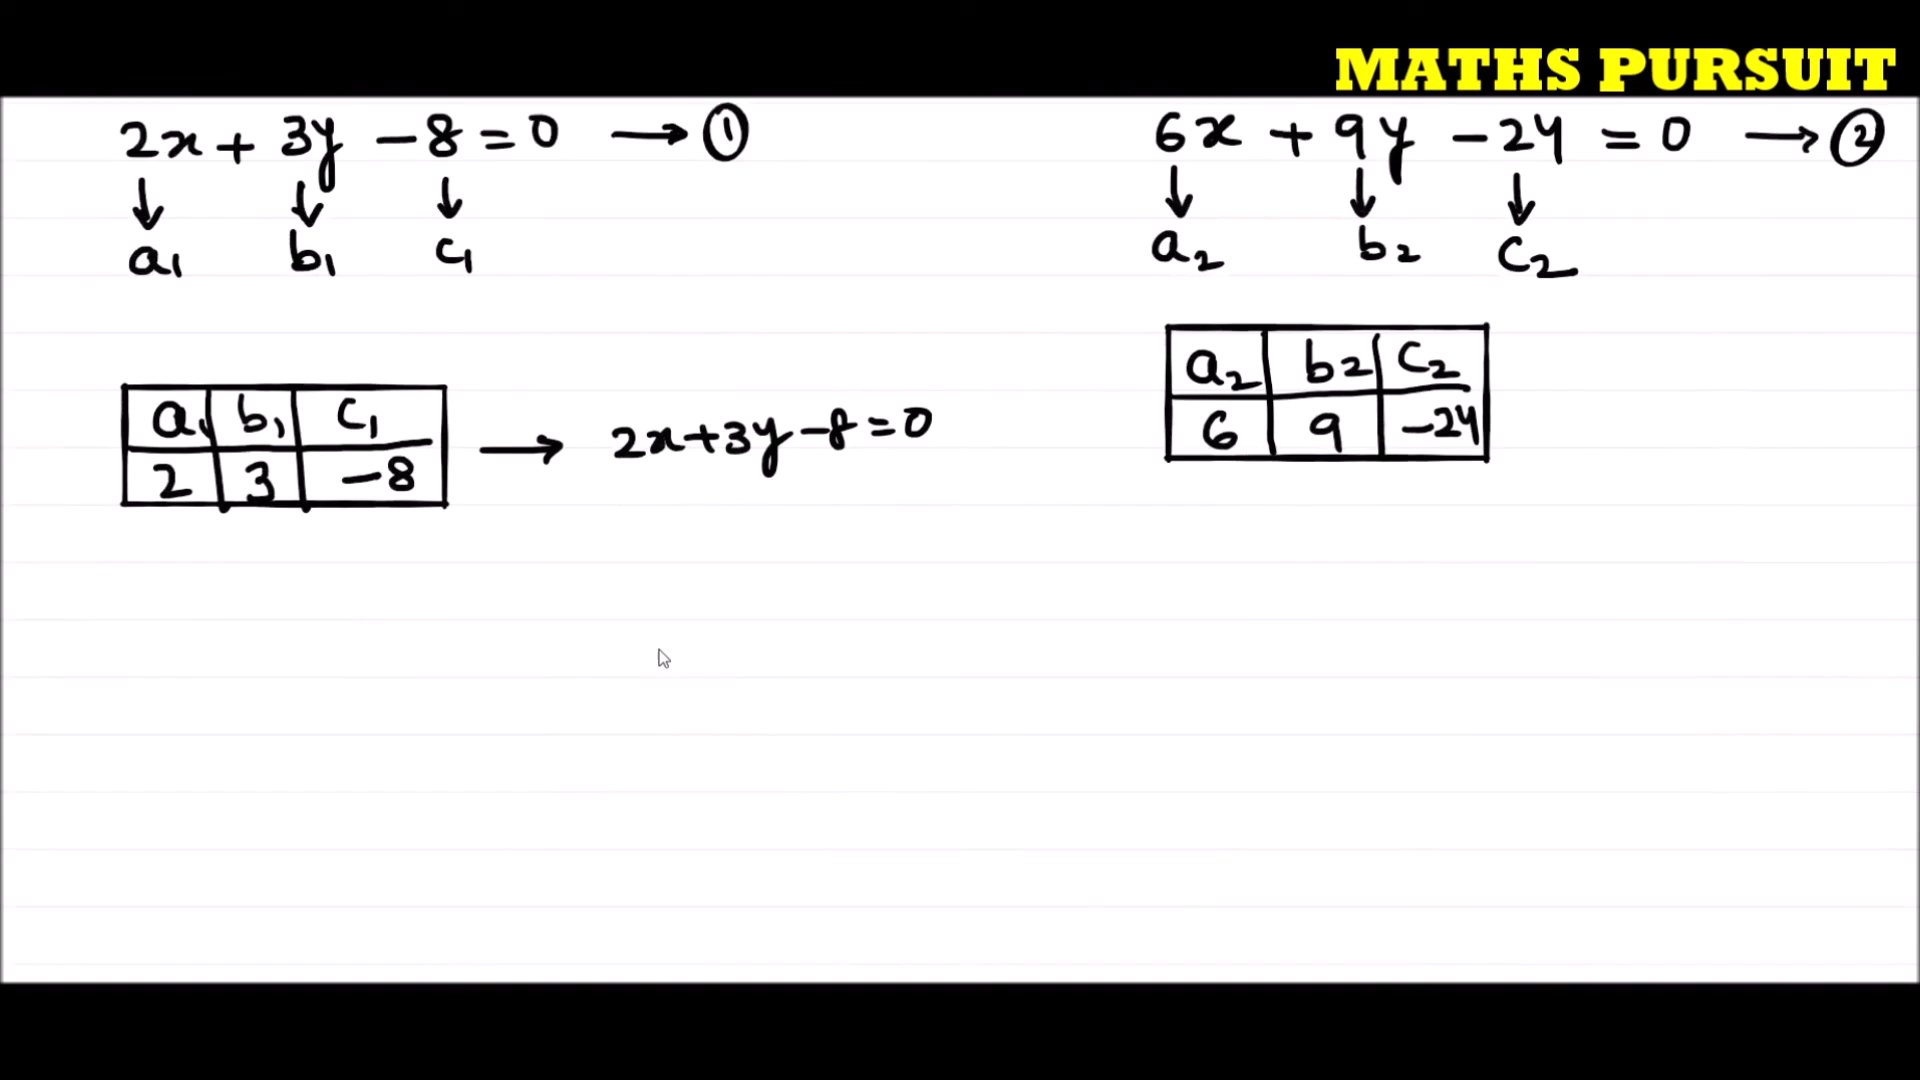 MATHS PURSUIT
2x + 3y - 8 = 0 → ①
↓ ↓ ↓
a₁ b₁ c₁
6x + 9y - 24 = 0 → ②
↓ ↓ ↓
a₂ b₂ c₂
a₁ b₁ c₁
2 3 -8
→ 2x+3y-8=0
a₂ b₂ c₂
6 9 -24